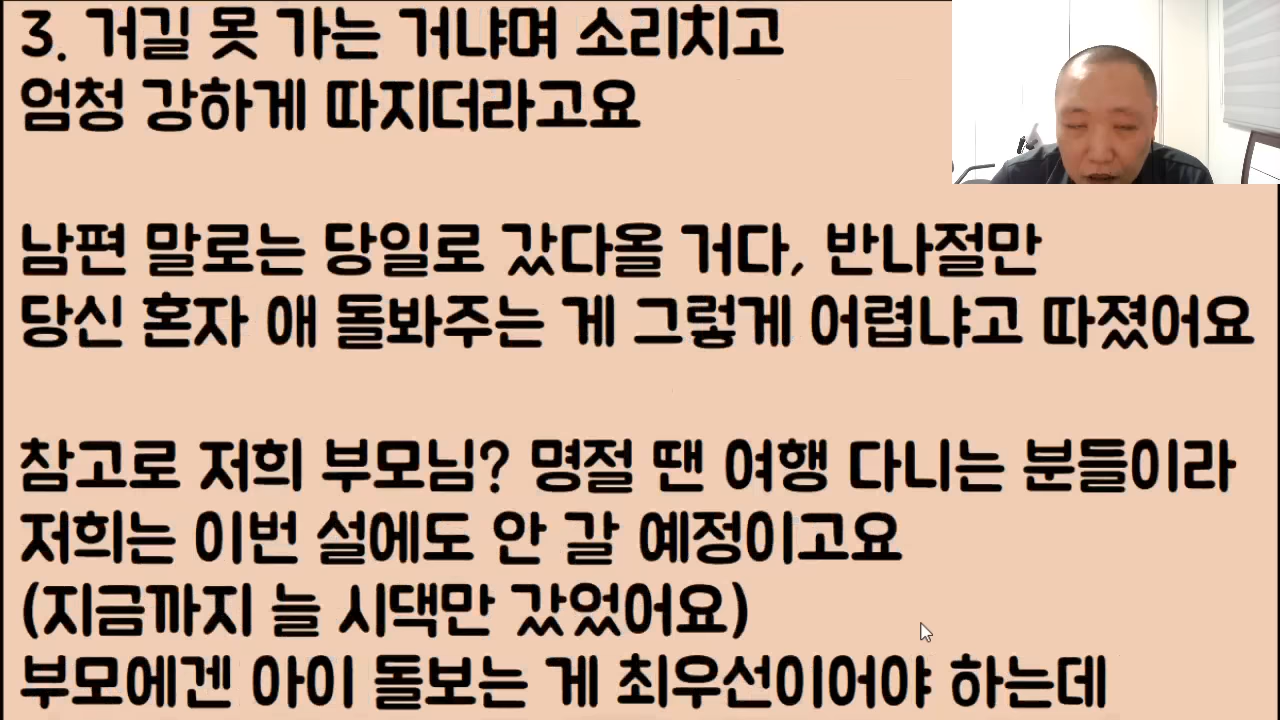 3. 거길 못 가는 거냐며 소리치고
엄청 강하게 따지더라고요
남편 말로는 당일로 갔다올 거다, 반나절만
당신 혼자 애 돌봐주는 게 그렇게 어렵냐고 따졌어요
참고로 저희 부모님? 명절 땐 여행 다니는 분들이라
저희는 이번 설에도 안 갈 예정이고요
(지금까지 늘 시댁만 갔었어요)
부모에겐 아이 돌보는 게 최우선이어야 하는데